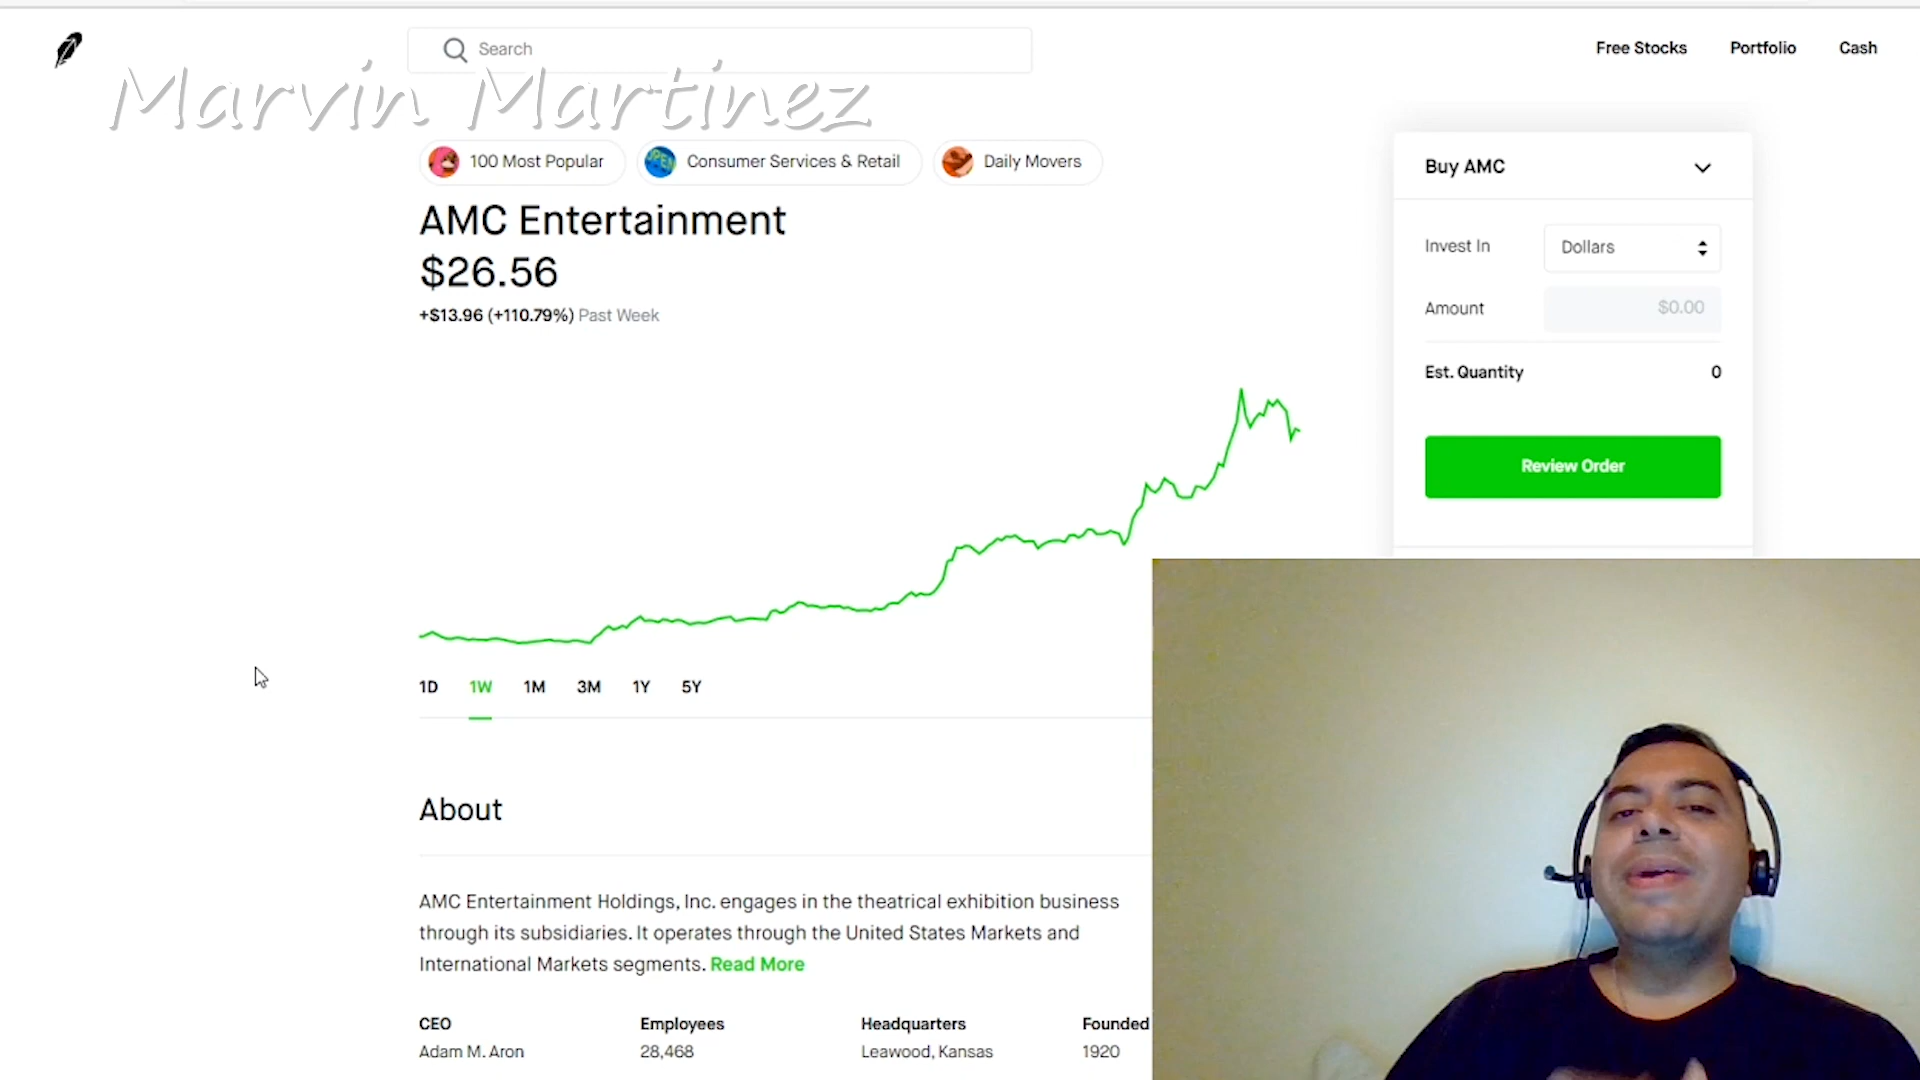 Search
Free Stocks
Portfolio
Cash
Marvin Martinez
100 Most Popular
OPEN
Consumer Services & Retail
Daily Movers
AMC Entertainment
$26.56
+$13.96 (+110.79%) Past Week
1D
1W
1M
3M
1Y
5Y
Buy AMC
Invest In
Dollars
Amount
$0.00
Est. Quantity
0
Review Order
About
AMC Entertainment Holdings, Inc. engages in the theatrical exhibition business
through its subsidiaries. It operates through the United States Markets and
International Markets segments. Read More
CEO
Adam M. Aron
Employees
28,468
Headquarters
Leawood, Kansas
Founded
1920